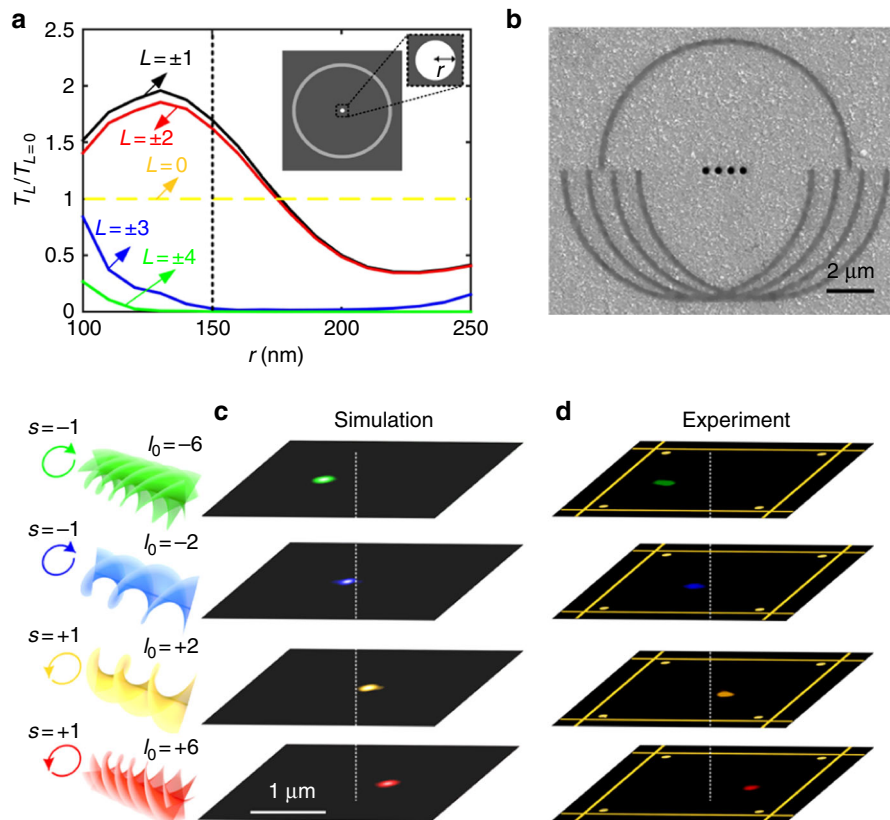 a
b
2.5
2
1.5
1
0.5
0
T_L/T_{L=0}
L=±1
L=±2
L=0
L=±3
L=±4
r
100
150
200
250
r (nm)
2 μm
c
Simulation
d
Experiment
s=−1
l₀=−6
s=−1
l₀=−2
s=+1
l₀=+2
s=+1
l₀=+6
1 μm